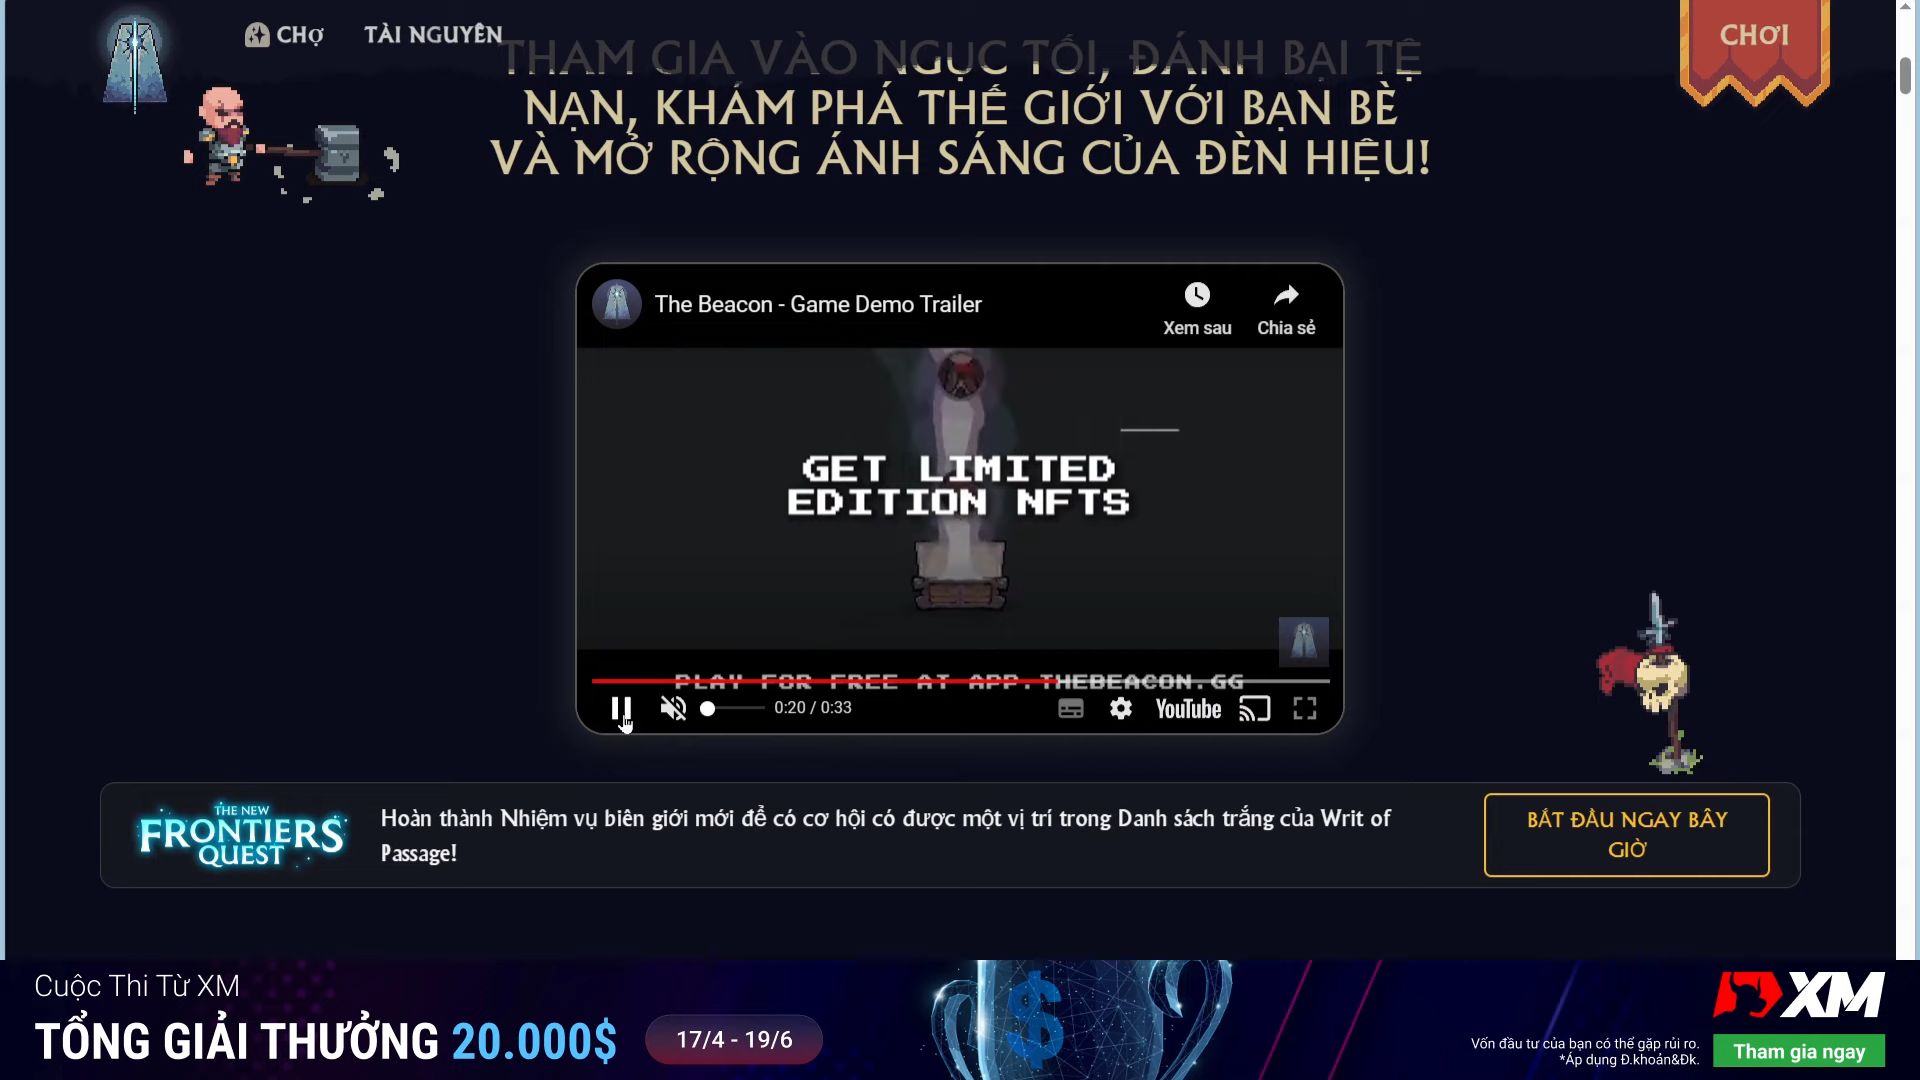 CHỢ
TÀI NGUYÊN
CHƠI
THAM GIA VÀO NGỤC TỐI, ĐÁNH BẠI TỆ
NẠN, KHÁM PHÁ THẾ GIỚI VỚI BẠN BÈ
VÀ MỞ RỘNG ÁNH SÁNG CỦA ĐÈN HIỆU!
The Beacon - Game Demo Trailer
Xem sau
Chia sẻ
GET LIMITED
EDITION NFTS
PLAY FOR FREE AT APP.THEBEACON.GG
0:20 / 0:33
YouTube
THE NEW
FRONTIERS
QUEST
Hoàn thành Nhiệm vụ biên giới mới để có cơ hội có được một vị trí trong Danh sách trắng của Writ of
Passage!
BẮT ĐẦU NGAY BÂY
GIỜ
Cuộc Thi Từ XM
TỔNG GIẢI THƯỞNG 20.000$
17/4 - 19/6
XM
Vốn đầu tư của bạn có thể gặp rủi ro.
*Áp dụng Đ.khoản&Đk.
Tham gia ngay